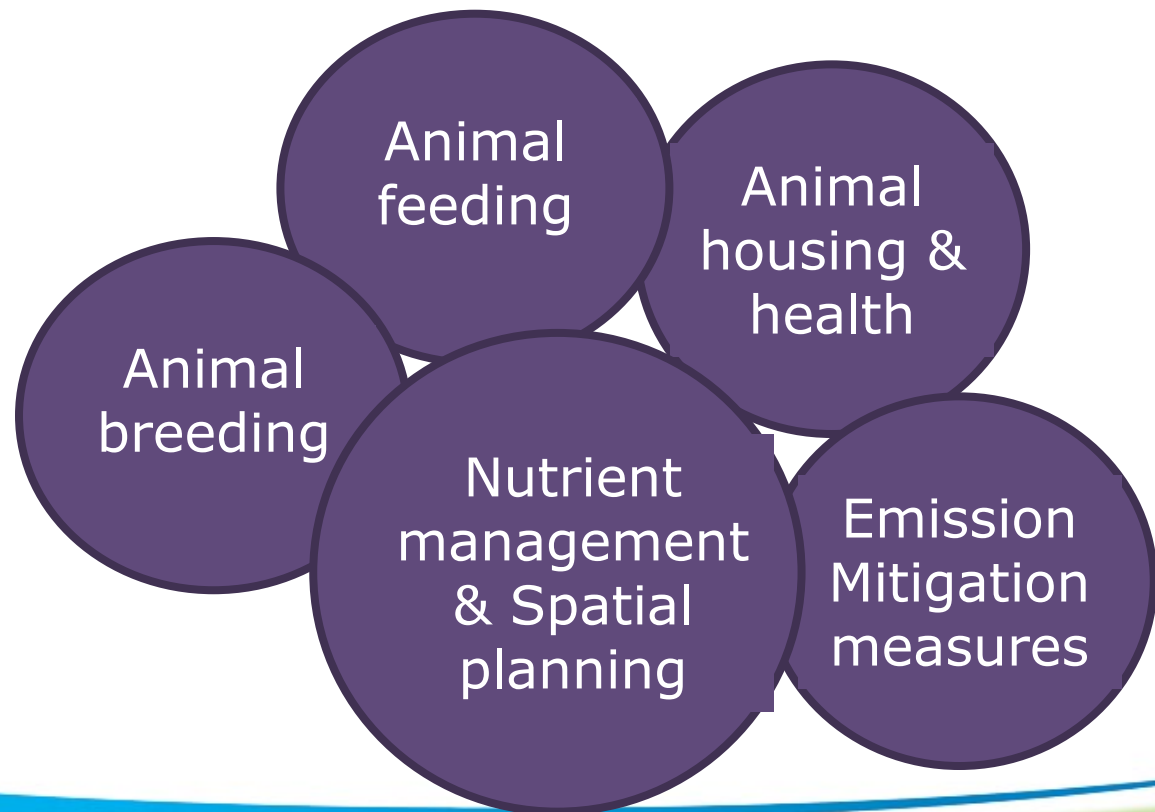 Animal
feeding
Animal
housing &
health
Animal
breeding
Nutrient
management
& Spatial
planning
Emission
Mitigation
measures